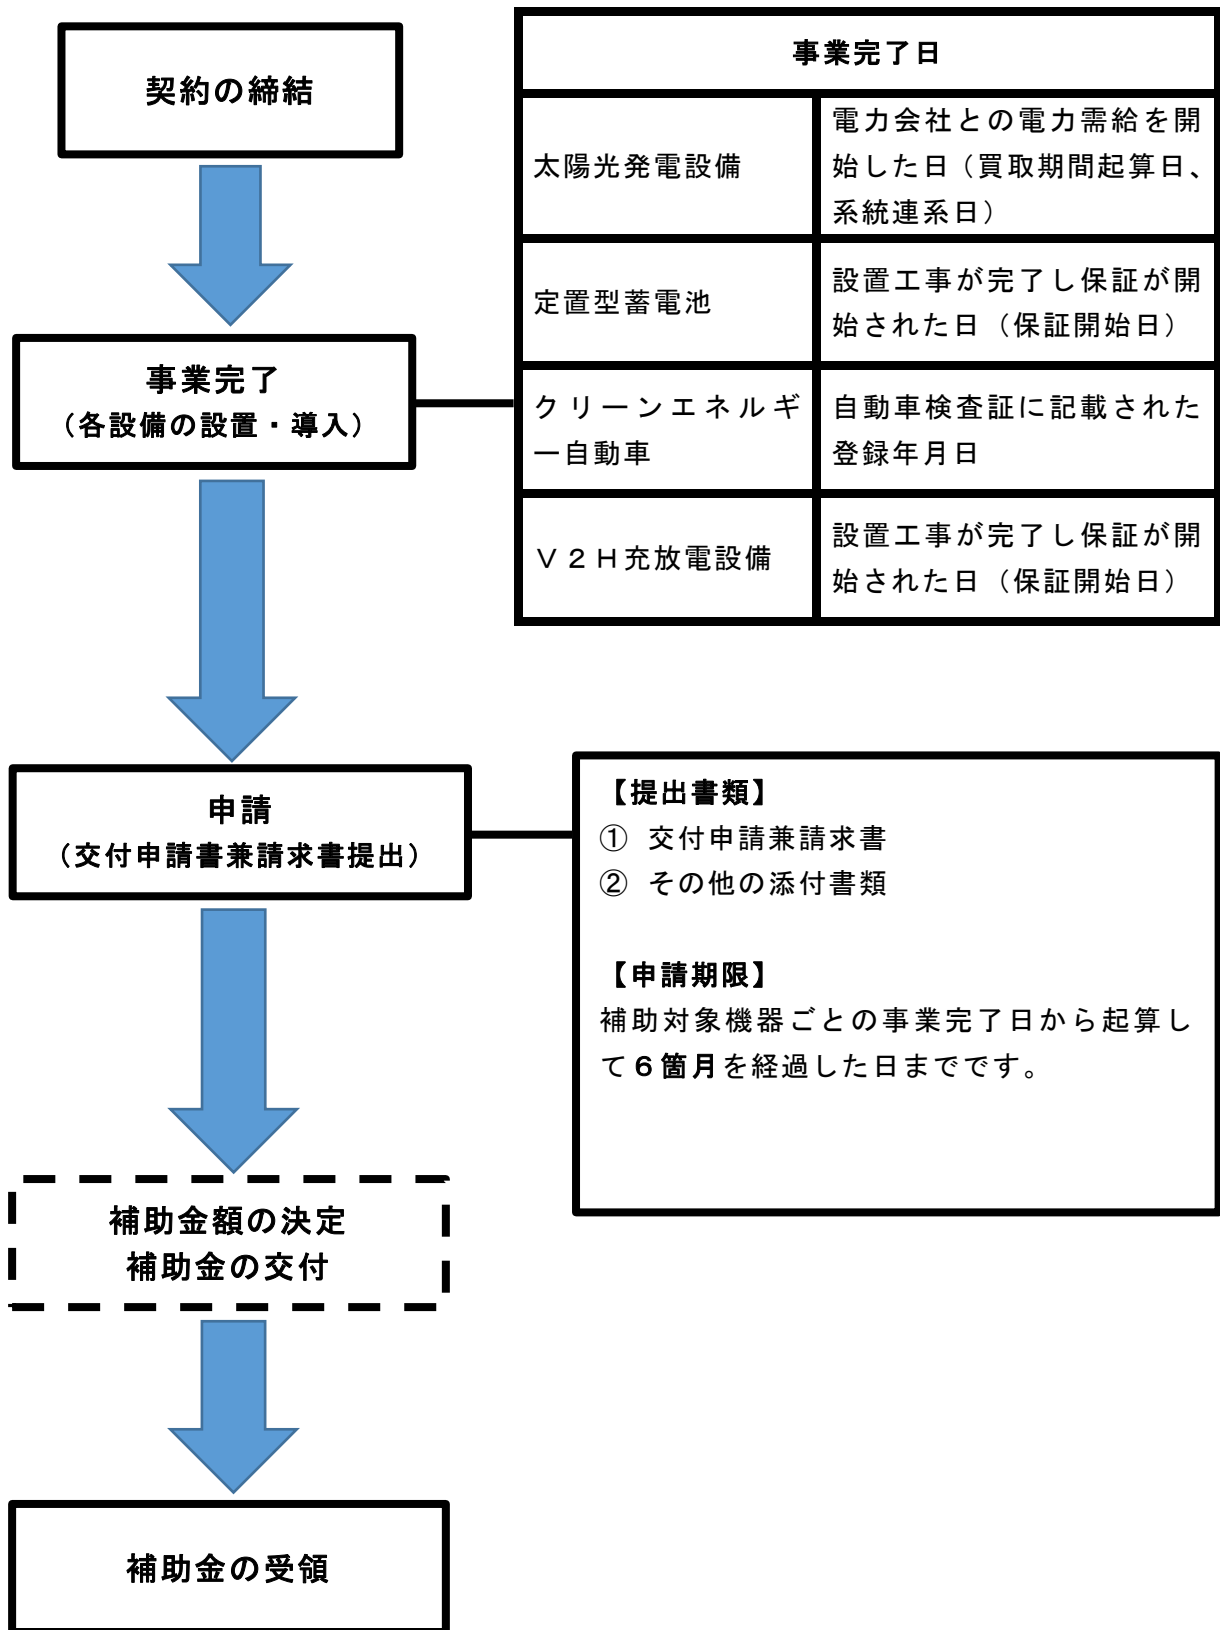 契約の締結
事業完了日
太陽光発電設備
電力会社との電力需給を開
始した日（買取期間起算日、
系統連系日）
定置型蓄電池
設置工事が完了し保証が開
始された日（保証開始日）
クリーンエネルギ
ー自動車
自動車検査証に記載された
登録年月日
Ｖ２Ｈ充放電設備
設置工事が完了し保証が開
始された日（保証開始日）
事業完了
（各設備の設置・導入）
申請
（交付申請書兼請求書提出）
【提出書類】
① 交付申請兼請求書
② その他の添付書類
【申請期限】
補助対象機器ごとの事業完了日から起算し
て６箇月を経過した日までです。
補助金額の決定
補助金の交付
補助金の受領